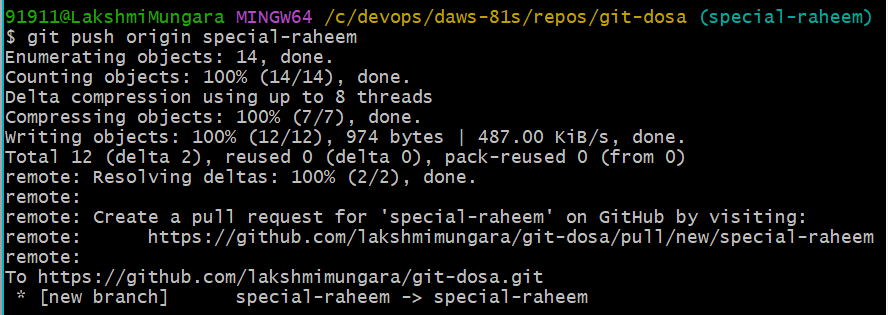 91911@LakshmiMungara MINGW64 /c/devops/daws-81s/repos/git-dosa (special-raheem)
$ git push origin special-raheem
Enumerating objects: 14, done.
Counting objects: 100% (14/14), done.
Delta compression using up to 8 threads
Compressing objects: 100% (7/7), done.
Writing objects: 100% (12/12), 974 bytes | 487.00 KiB/s, done.
Total 12 (delta 2), reused 0 (delta 0), pack-reused 0 (from 0)
remote: Resolving deltas: 100% (2/2), done.
remote:
remote: Create a pull request for 'special-raheem' on GitHub by visiting:
remote:      https://github.com/lakshmimungara/git-dosa/pull/new/special-raheem
remote:
To https://github.com/lakshmimungara/git-dosa.git
 * [new branch]      special-raheem -> special-raheem